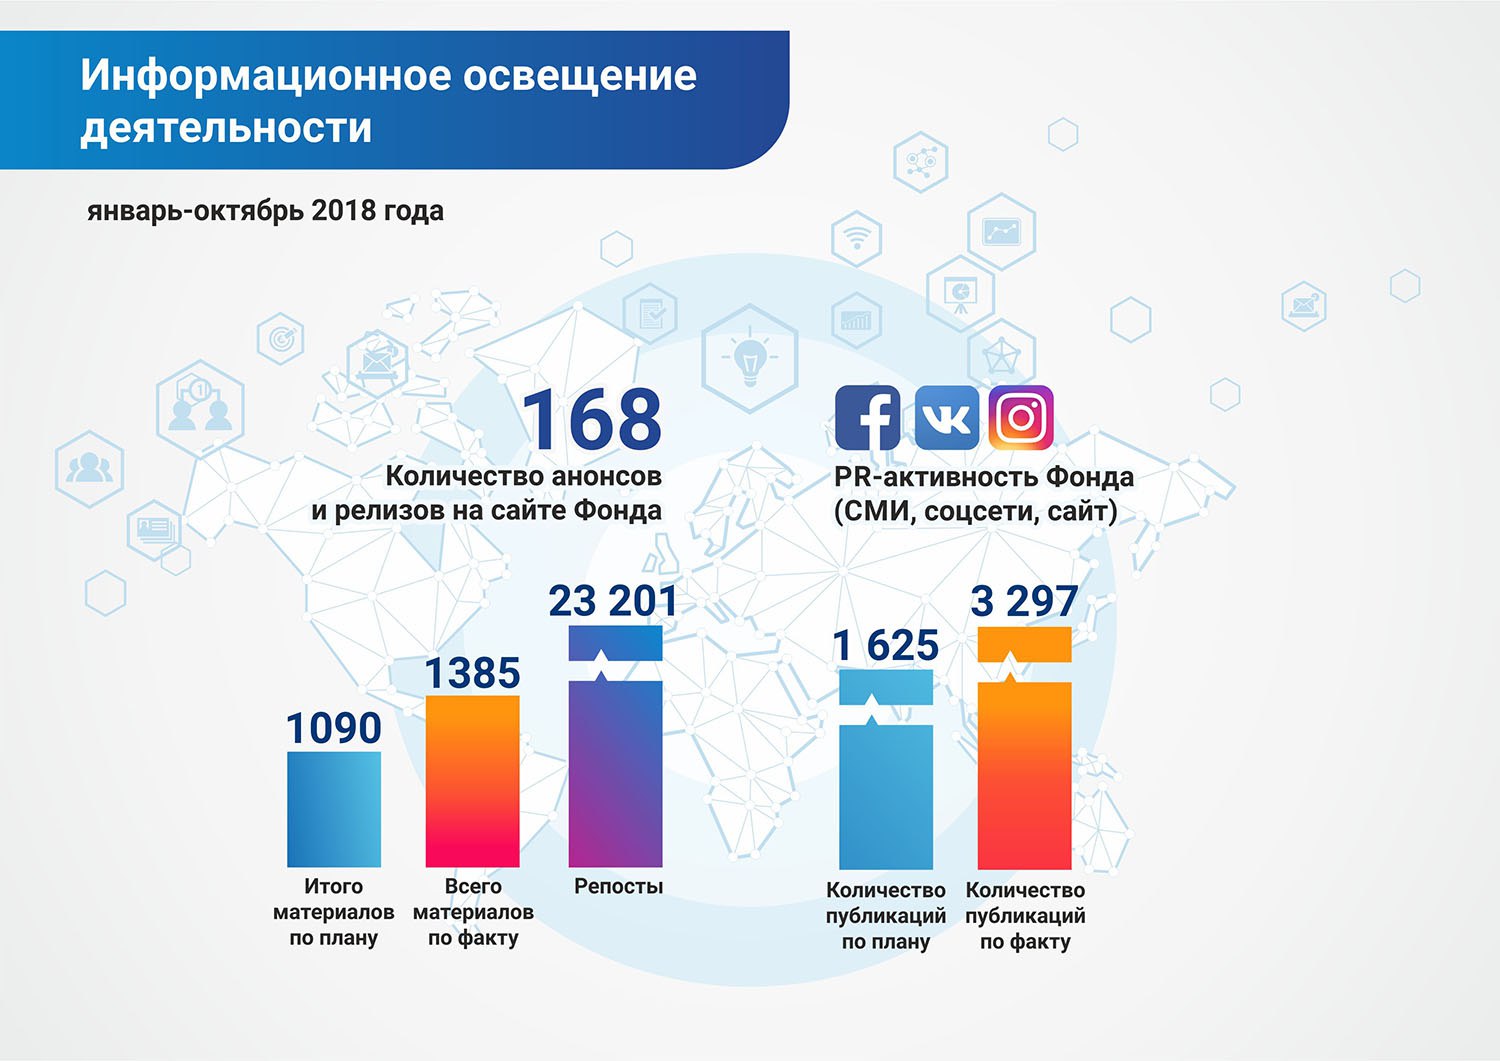 Информационное освещение
деятельности
январь-октябрь 2018 года
168
Количество анонсов
и релизов на сайте Фонда
PR-активность Фонда
(СМИ, соцсети, сайт)
1090
1385
23 201
1 625
3 297
Итого
материалов
по плану
Всего
материалов
по факту
Репосты
Количество
публикаций
по плану
Количество
публикаций
по факту